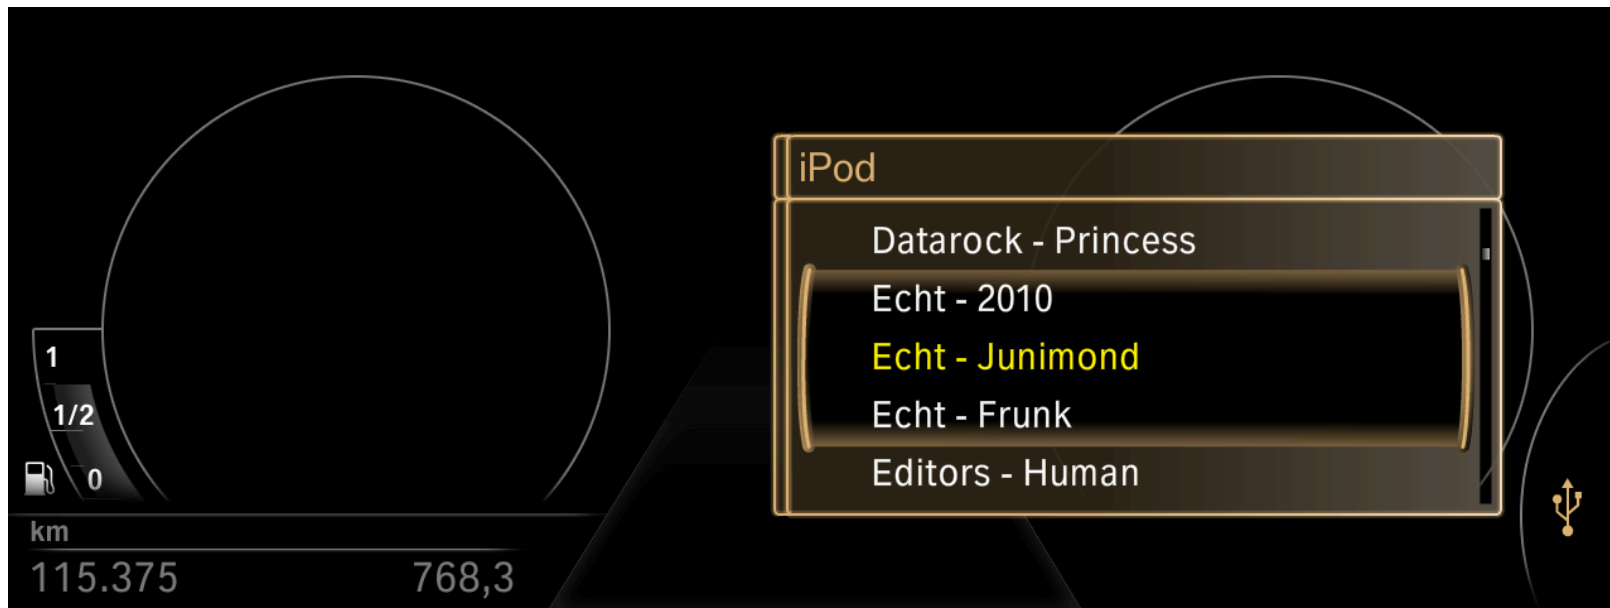 iPod
Datarock - Princess
Echt - 2010
Echt - Junimond
Echt - Frunk
Editors - Human
1
1/2
0
km
115.375 768,3